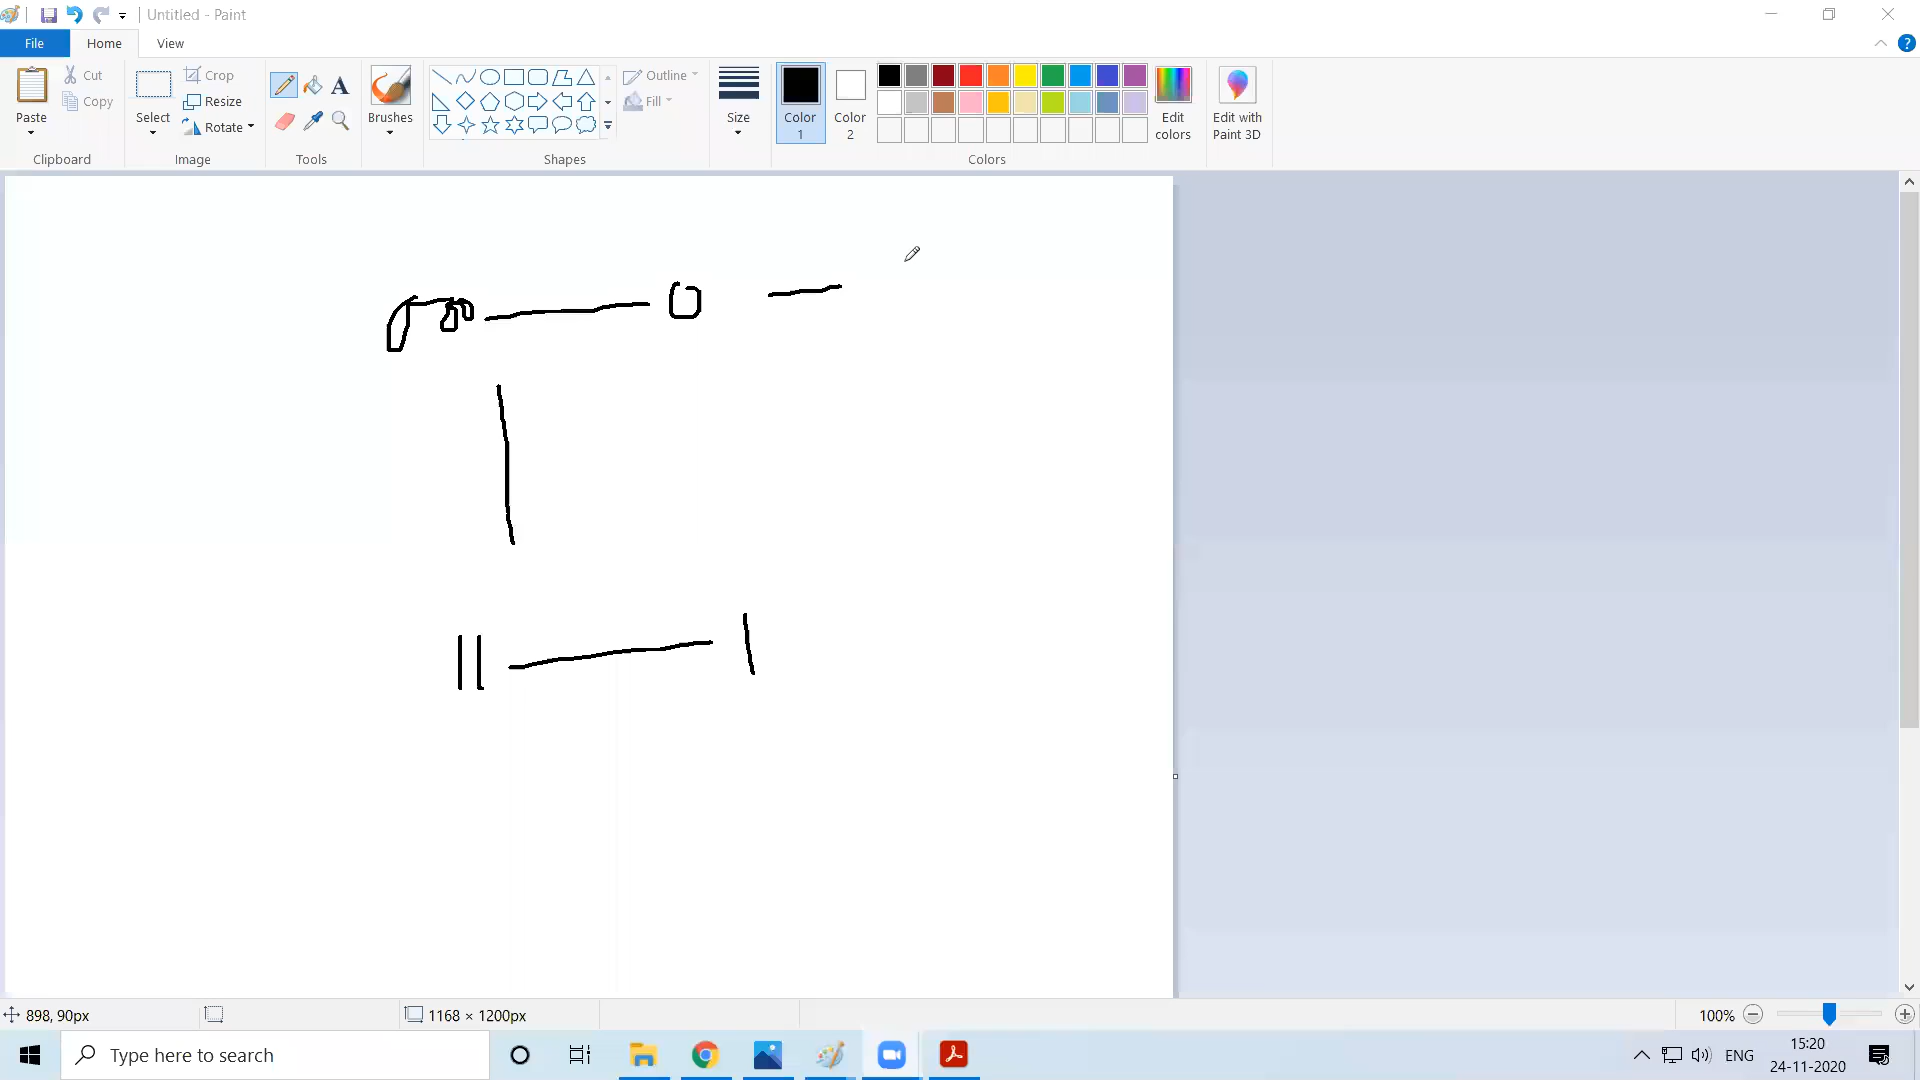 Untitled - Paint
File Home View
Paste
Cut
Copy
Clipboard
Select
Crop
Resize
Rotate
Image
A
Tools
Brushes
Shapes
Outline
Fill
Size
Color 1
Color 2
Edit colors
Colors
Edit with Paint 3D
?
898, 90px
1168 × 1200px
100%
Type here to search
ENG
15:20
24-11-2020